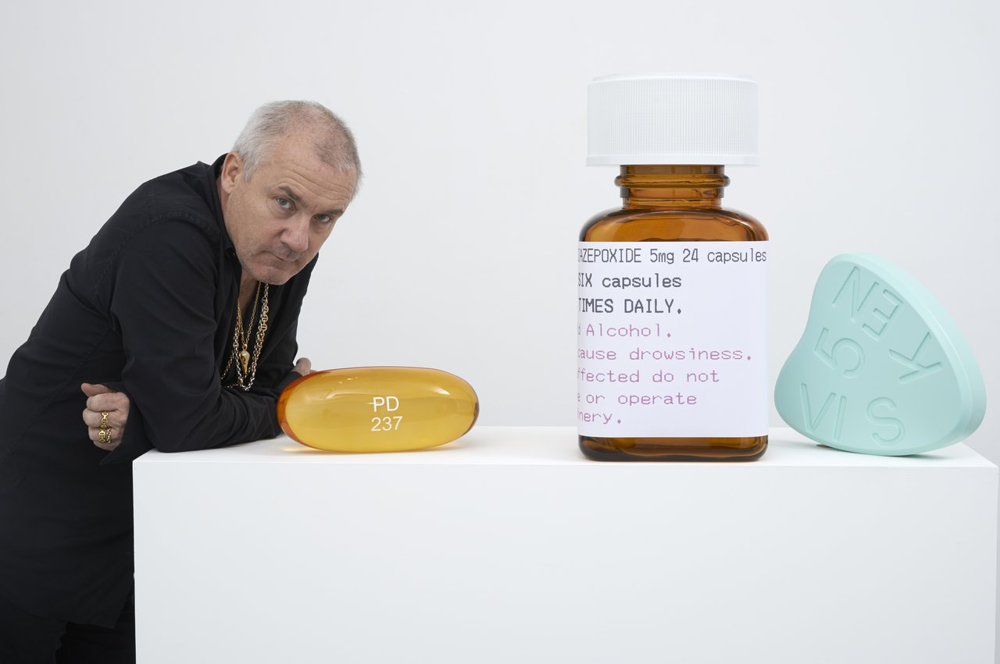 PD
237
AZEPOXIDE 5mg 24 capsules
SIX capsules
TIMES DAILY.
d Alcohol.
cause drowsiness.
ffected do not
e or operate
nery.
VISKEN
5